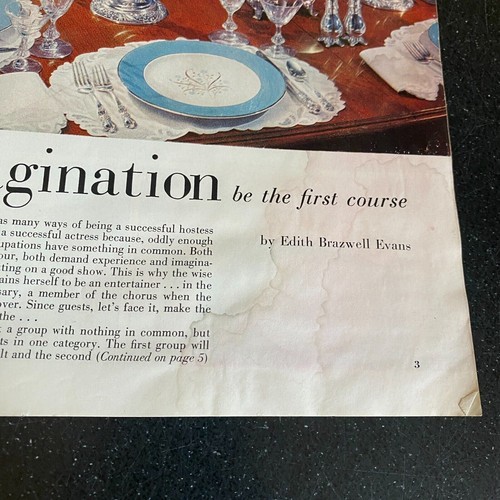 gination be the first course
by Edith Brazwell Evans
as many ways of being a successful hostess
a successful actress because, oddly enough
upations have something in common. Both
our, both demand experience and imagina-
tting on a good show. This is why the wise
ains herself to be an entertainer . . . in the
sary, a member of the chorus when the
over. Since guests, let's face it, make the
the . . .
a group with nothing in common, but
ts in one category. The first group will
lt and the second (Continued on page 5)
3